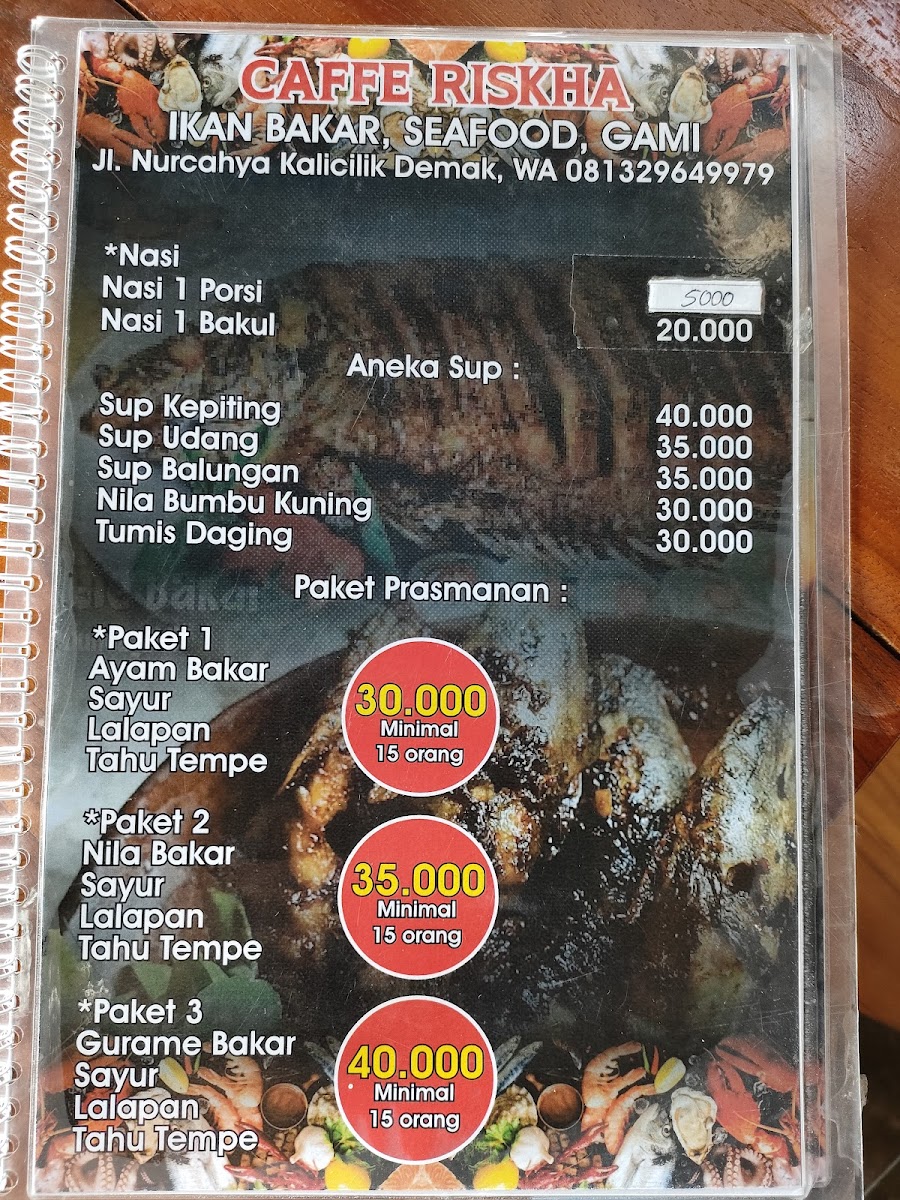 CAFFE RISKHA
IKAN BAKAR, SEAFOOD, GAMI
Jl. Nurcahya Kalicilik Demak, WA 081329649979
*Nasi
Nasi 1 Porsi 5000
Nasi 1 Bakul 20.000
Aneka Sup :
Sup Kepiting 40.000
Sup Udang 35.000
Sup Balungan 35.000
Nila Bumbu Kuning 30.000
Tumis Daging 30.000
Paket Prasmanan :
*Paket 1
Ayam Bakar
Sayur
Lalapan
Tahu Tempe
30.000
Minimal
15 orang
*Paket 2
Nila Bakar
Sayur
Lalapan
Tahu Tempe
35.000
Minimal
15 orang
*Paket 3
Gurame Bakar
Sayur
Lalapan
Tahu Tempe
40.000
Minimal
15 orang